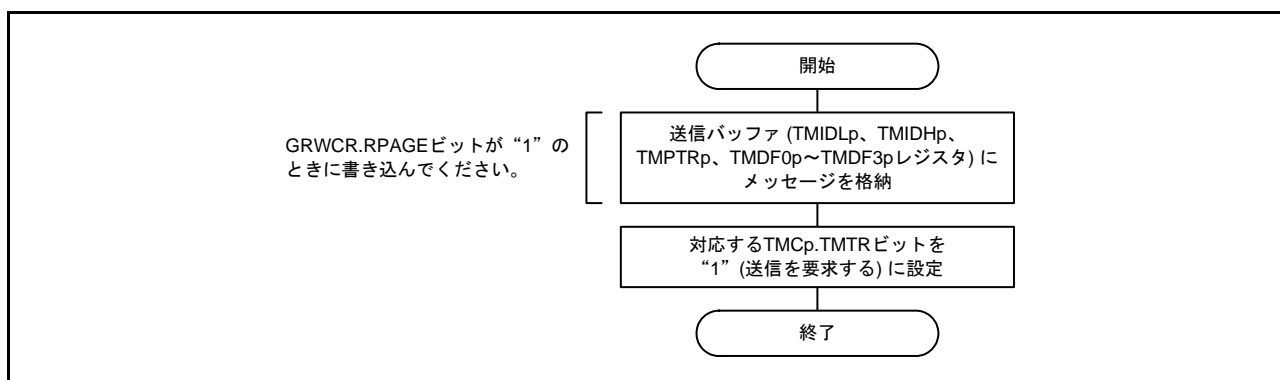 開始
GRWCR.RPAGEビットが“1”の
ときに書き込んでください。
送信バッファ (TMIDLp、TMIDHp、
TMPTRp、TMDF0p～TMDF3pレジスタ) に
メッセージを格納
対応するTMCp.TMTRビットを
“1” (送信を要求する) に設定
終了